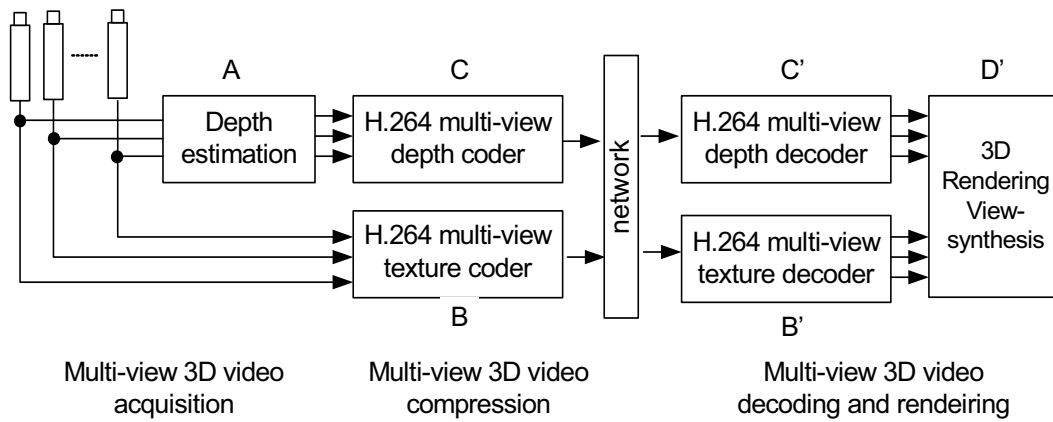 A
C
C'
D'
Depth
estimation
H.264 multi-view
depth coder
network
H.264 multi-view
depth decoder
3D
Rendering
View-
synthesis
H.264 multi-view
texture coder
H.264 multi-view
texture decoder
B
B'
Multi-view 3D video
acquisition
Multi-view 3D video
compression
Multi-view 3D video
decoding and rendeiring